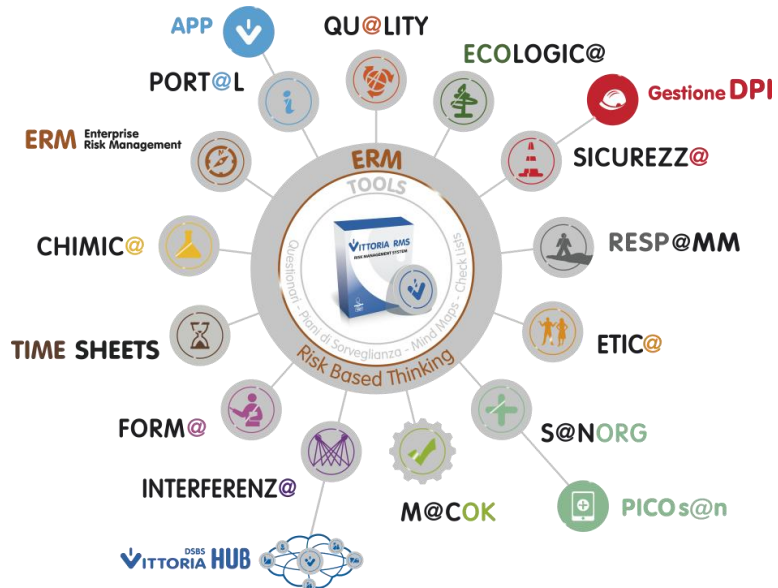 APP
QU@LITY
ECOLOGIC@
PORT@L
Gestione DPI
ERM Enterprise
Risk Management
SICUREZZ@
ERM
TOOLS
VITTORIA RMS
RISK MANAGEMENT SYSTEM
CHIMIC@
RESP@MM
Questionari - Piani di Sorveglianza - Mind Maps - Check Lists
Risk Based Thinking
TIME SHEETS
ETIC@
FORM@
S@NORG
INTERFERENZ@
M@COK
PICO s@n
DSBS
VITTORIA HUB